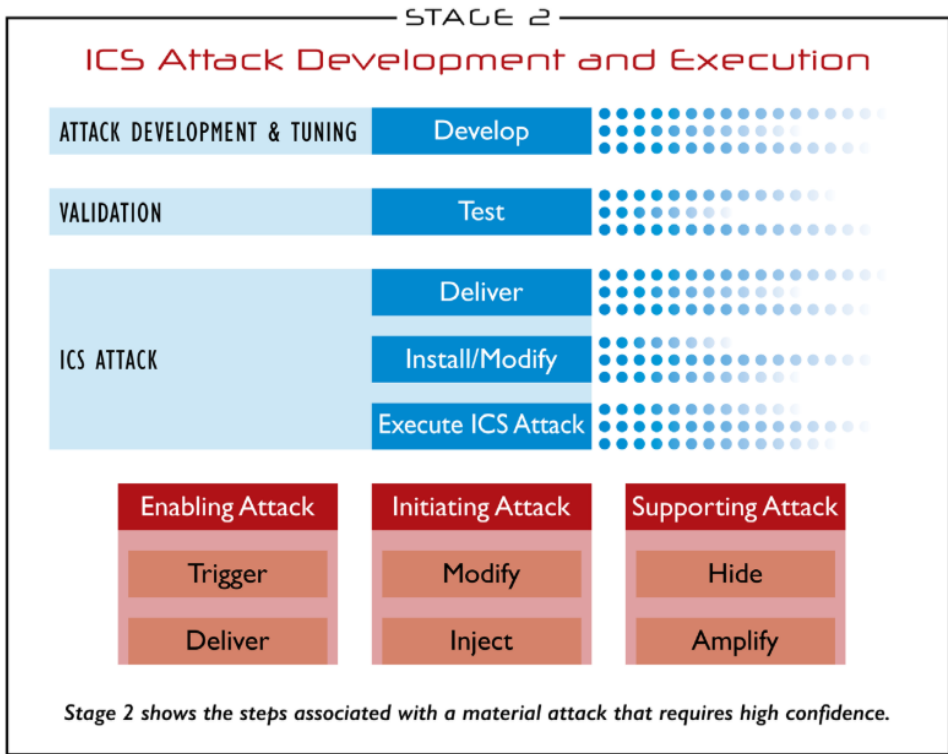 STAGE 2
ICS Attack Development and Execution
ATTACK DEVELOPMENT & TUNING
Develop
VALIDATION
Test
ICS ATTACK
Deliver
Install/Modify
Execute ICS Attack
Enabling Attack
Trigger
Deliver
Initiating Attack
Modify
Inject
Supporting Attack
Hide
Amplify
Stage 2 shows the steps associated with a material attack that requires high confidence.